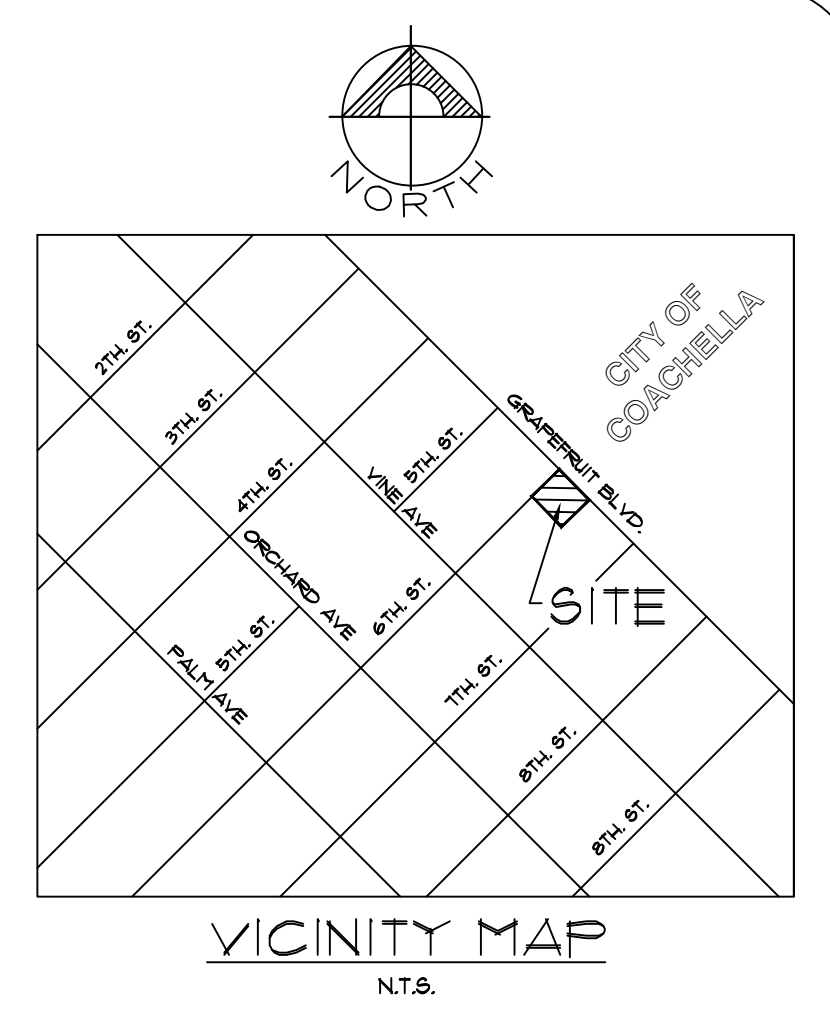 NORTH
CITY OF
COACHELLA
2TH. ST.
3TH. ST.
GRAPEFRUIT BLVD.
4TH. ST.
VINE AVE
5TH. ST.
ORCHARD AVE
6TH. ST.
SITE
PALM AVE
5TH. ST.
7TH. ST.
8TH. ST.
8TH. ST.
VICINITY MAP
N.T.S.